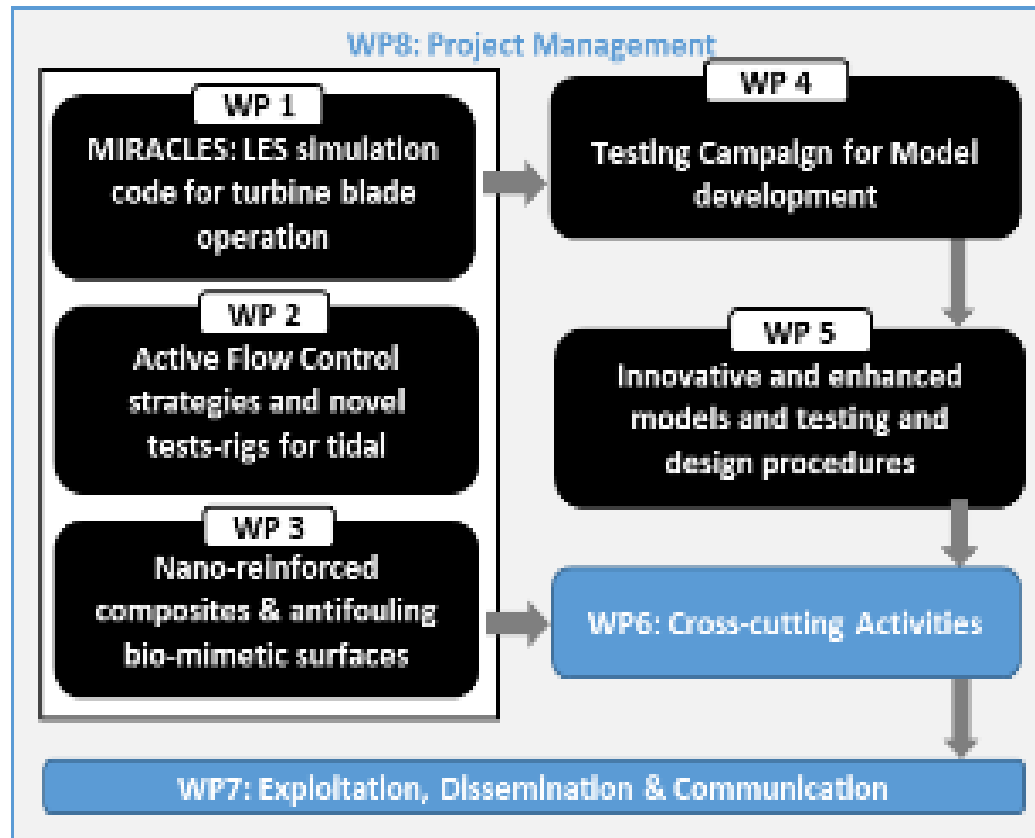 WP8: Project Management
WP 1
MIRACLES: LES simulation
code for turbine blade
operation
WP 2
Active Flow Control
strategies and novel
tests-rigs for tidal
WP 3
Nano-reinforced
composites & antifouling
bio-mimetic surfaces
WP 4
Testing Campaign for Model
development
WP 5
Innovative and enhanced
models and testing and
design procedures
WP6: Cross-cutting Activities
WP7: Exploitation, Dissemination & Communication